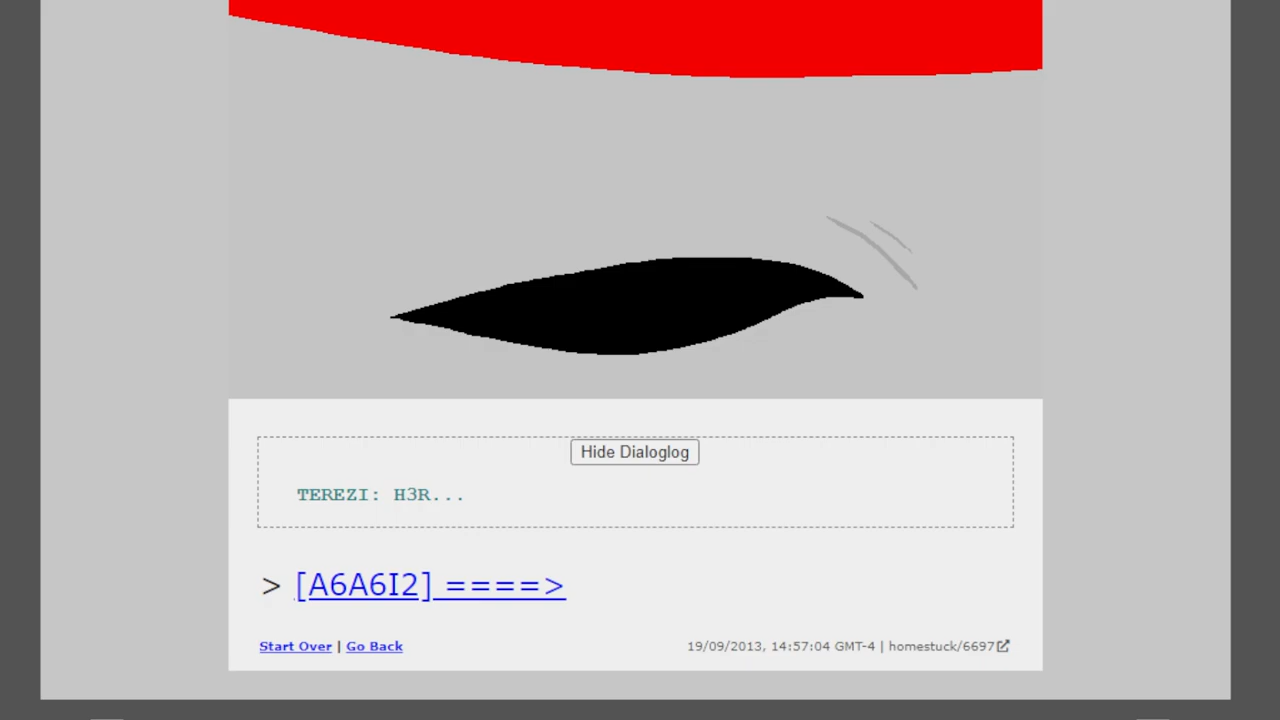 Hide Dialoglog
TEREZI: H3R...
> [A6A6I2] ====>
Start Over | Go Back
19/09/2013, 14:57:04 GMT-4 | homestuck/6697